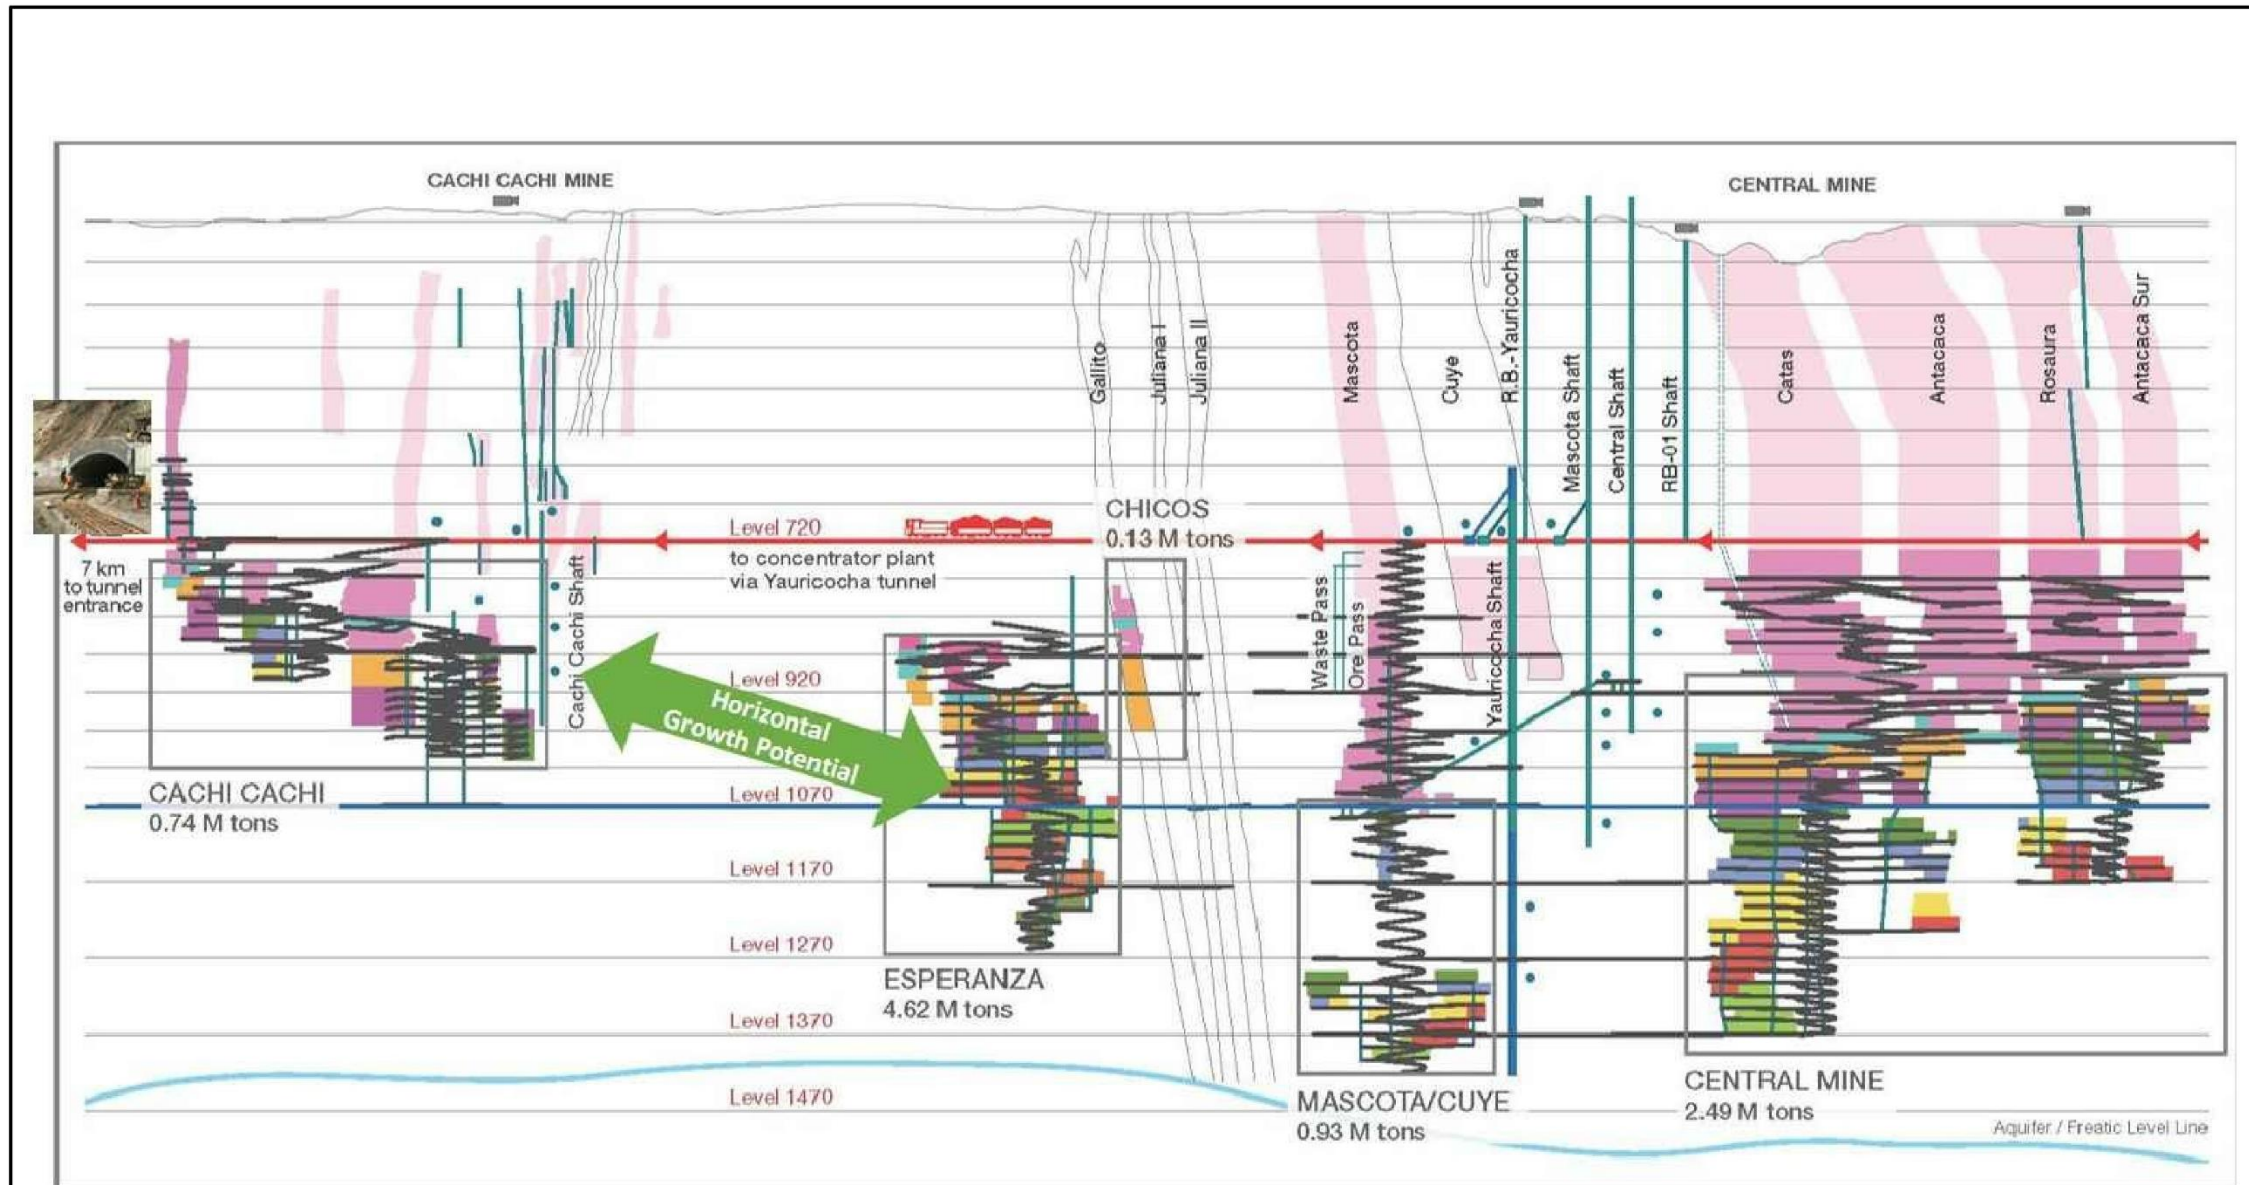 CACHI CACHI MINE
CENTRAL MINE
Gallito
Juliana I
Juliana II
Mascota
Cuye
R.B.-Yauricocha
Mascota Shaft
Central Shaft
RB-01 Shaft
Catas
Antacaca
Rosaura
Antacaca Sur
CHICOS
0.13 M tons
Level 720
to concentrator plant
via Yauricocha tunnel
7 km
to tunnel
entrance
Cachi Cachi Shaft
Waste Pass
Ore Pass
Yauricocha Shaft
Level 920
Horizontal
Growth Potential
Level 1070
CACHI CACHI
0.74 M tons
Level 1170
Level 1270
ESPERANZA
4.62 M tons
Level 1370
Level 1470
MASCOTA/CUYE
0.93 M tons
CENTRAL MINE
2.49 M tons
Aquifer / Freatic Level Line